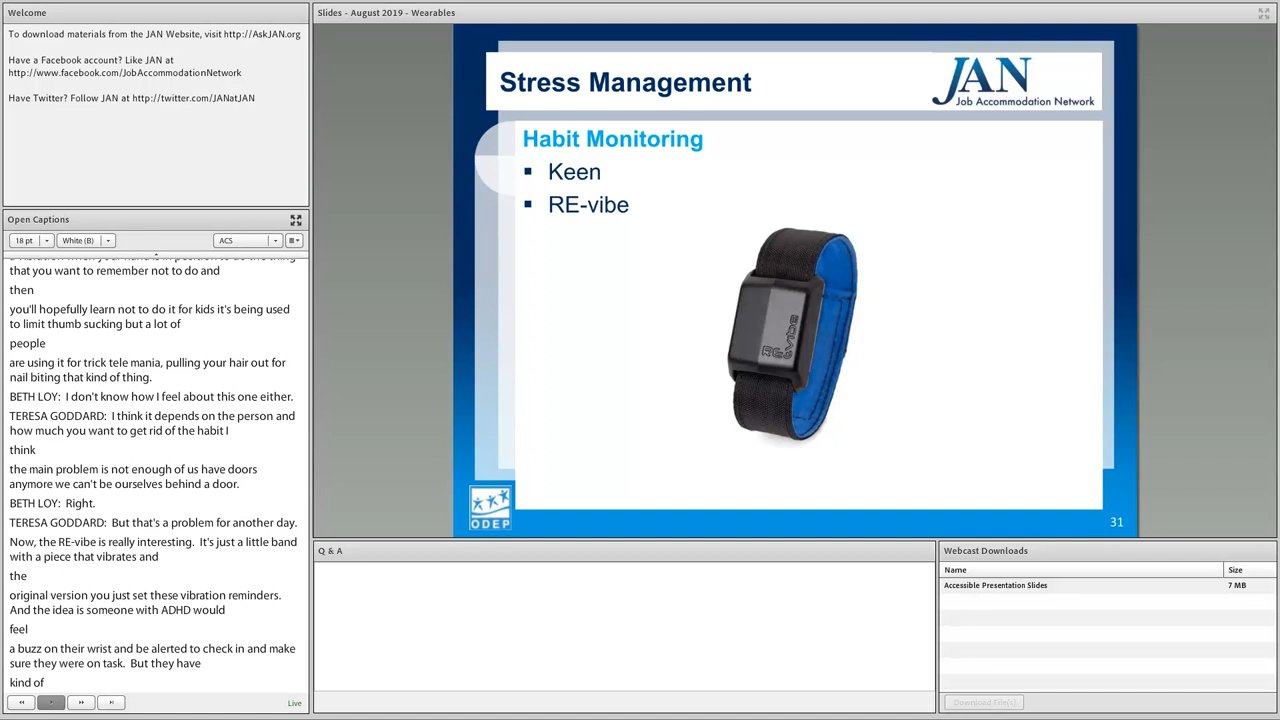 Welcome
To download materials from the JAN Website, visit http://AskJAN.org
Have a Facebook account? Like JAN at
http://www.facebook.com/JobAccommodationNetwork
Have Twitter? Follow JAN at http://twitter.com/JANatJAN
Open Captions
18 pt
White (B)
ACS
that you want to remember not to do and
then
you'll hopefully learn not to do it for kids it's being used
to limit thumb sucking but a lot of
people
are using it for trick tele mania, pulling your hair out for
nail biting that kind of thing.
BETH LOY: I don't know how I feel about this one either.
TERESA GODDARD: I think it depends on the person and
how much you want to get rid of the habit I
think
the main problem is not enough of us have doors
anymore we can't be ourselves behind a door.
BETH LOY: Right.
TERESA GODDARD: But that's a problem for another day.
Now, the RE-vibe is really interesting. It's just a little band
with a piece that vibrates and
the
original version you just set these vibration reminders.
And the idea is someone with ADHD would
feel
a buzz on their wrist and be alerted to check in and make
sure they were on task. But they have
kind of
Live
Slides - August 2019 - Wearables
Stress Management
JAN
Job Accommodation Network
Habit Monitoring
▪ Keen
▪ RE-vibe
RE
vibe
ODEP
31
Q & A
Webcast Downloads
Name Size
Accessible Presentation Slides 7 MB
Download File(s)